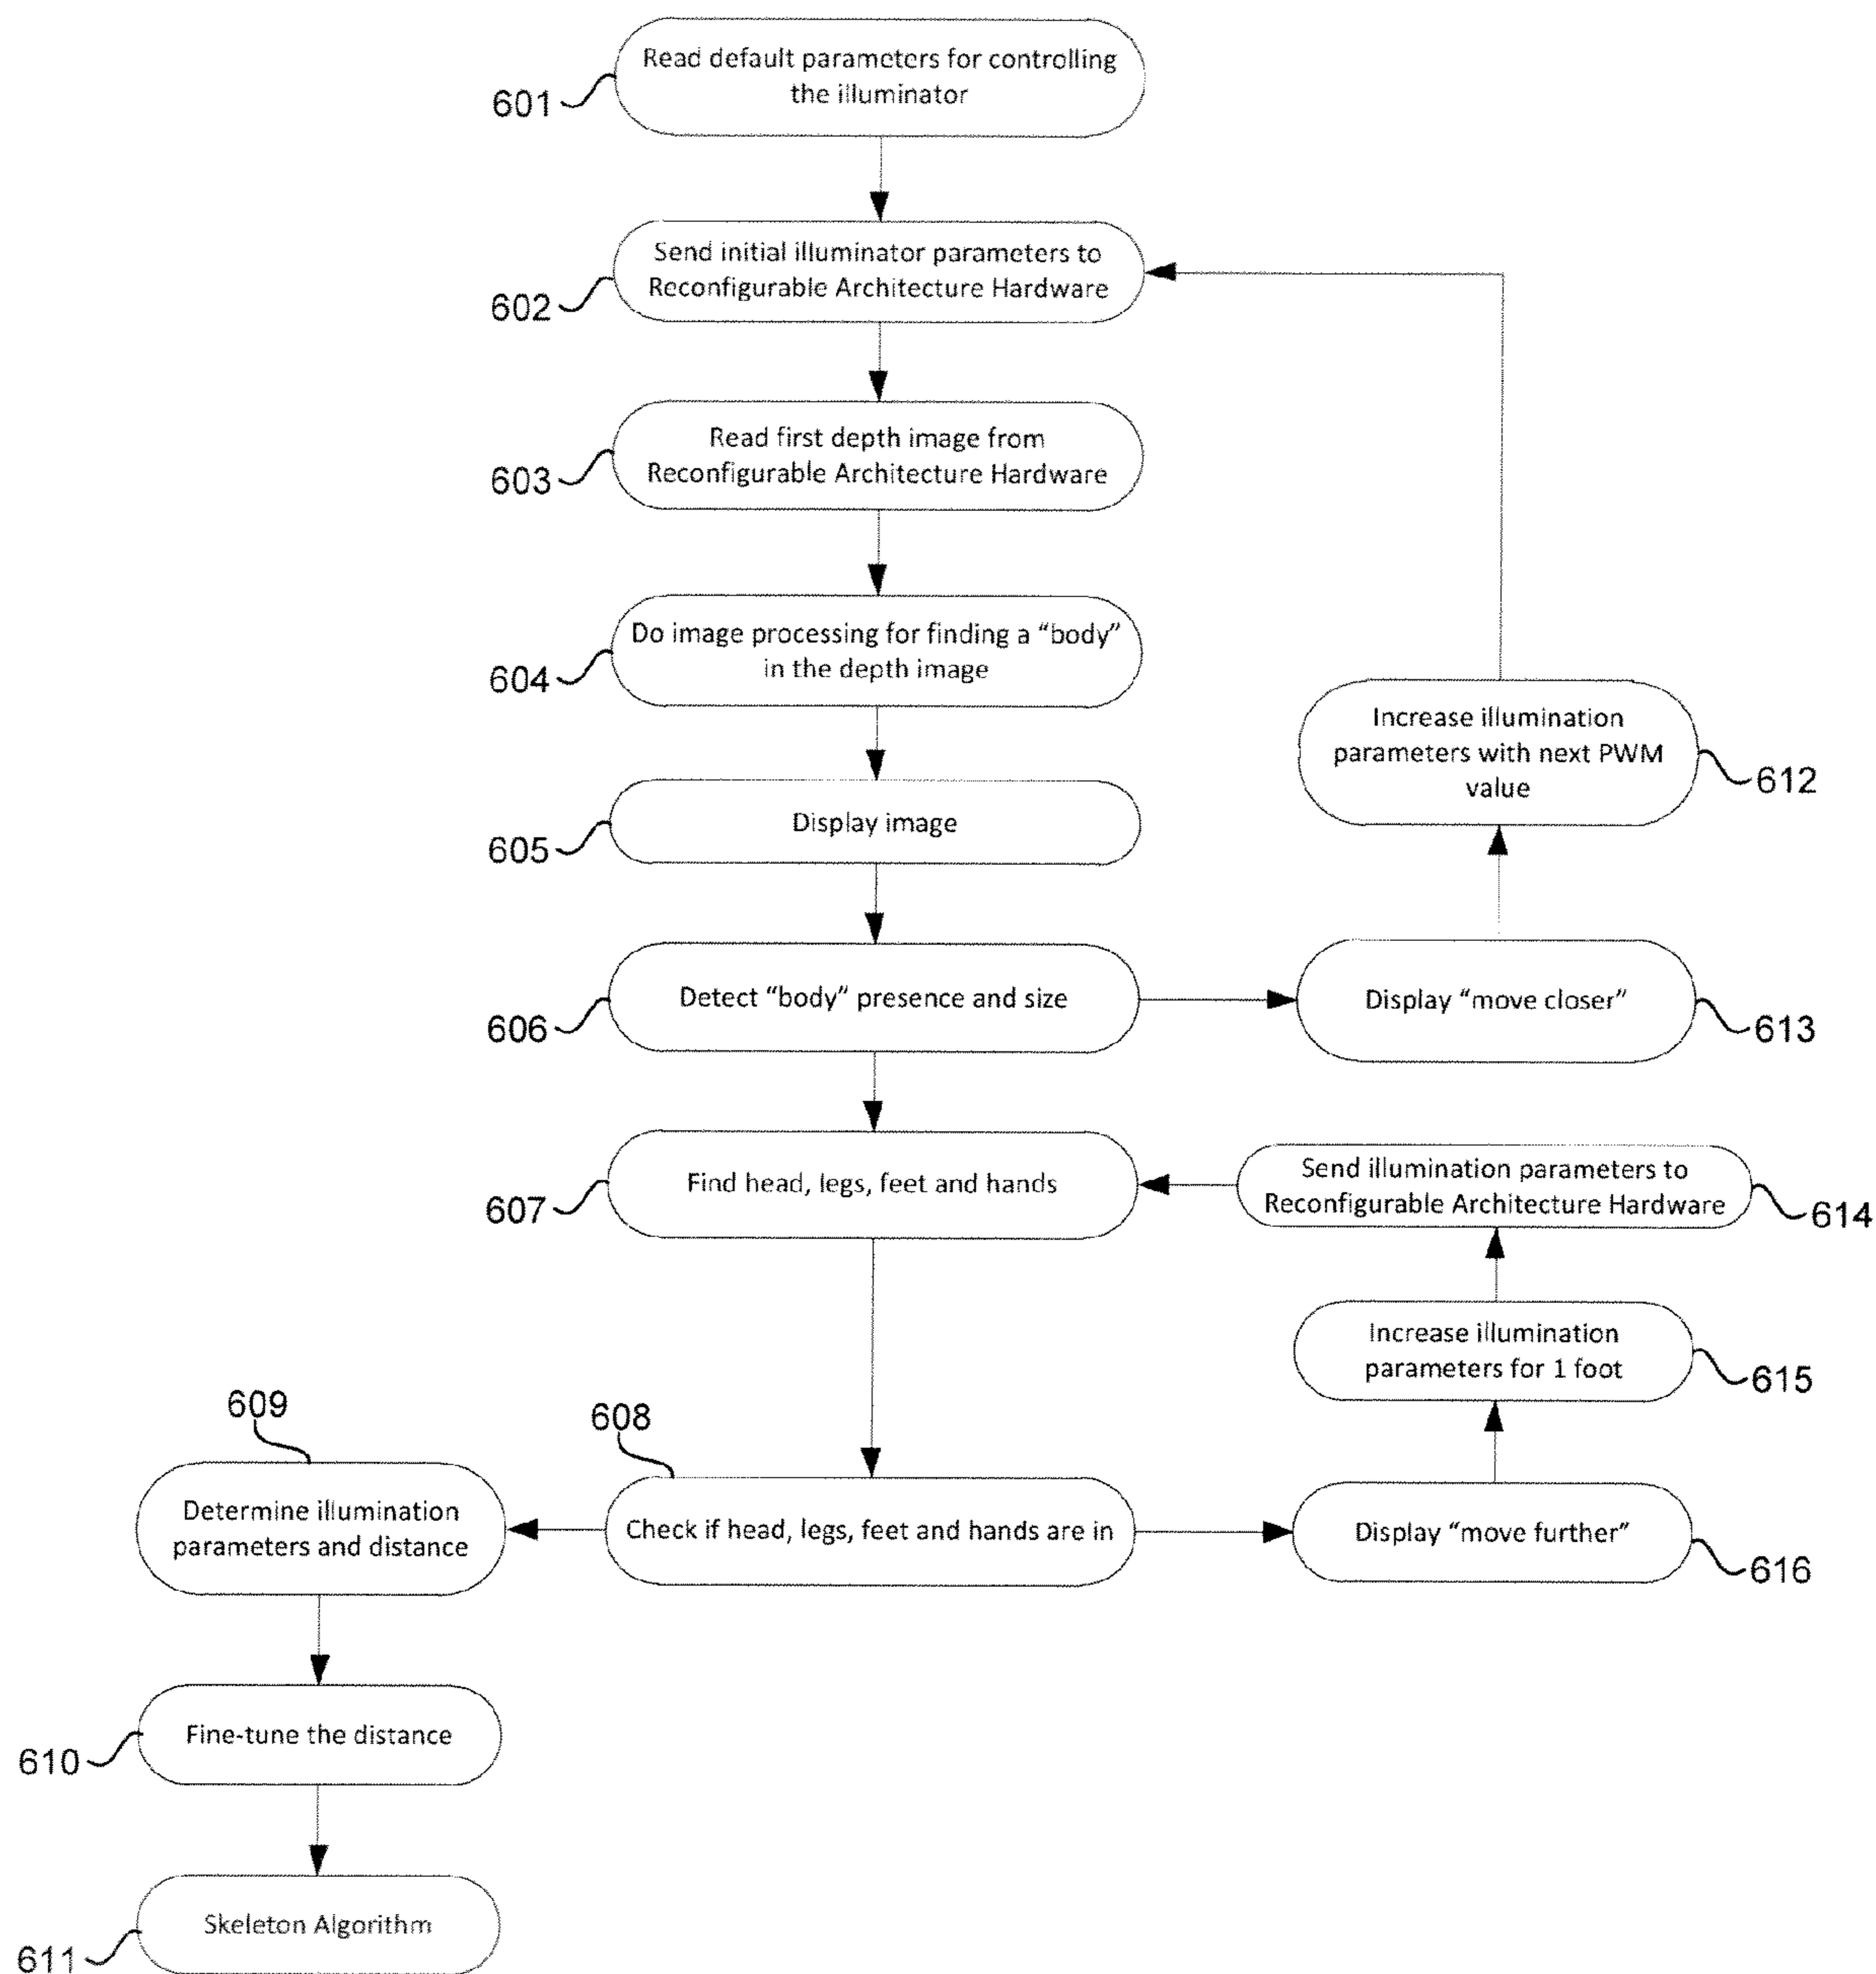 Read default parameters for controlling
the illuminator
601
Send initial illuminator parameters to
Reconfigurable Architecture Hardware
602
Read first depth image from
Reconfigurable Architecture Hardware
603
Do image processing for finding a “body”
in the depth image
604
Increase illumination
parameters with next PWM
value
612
Display image
605
Detect “body” presence and size
606
Display “move closer”
613
Find head, legs, feet and hands
607
Send illumination parameters to
Reconfigurable Architecture Hardware
614
Increase illumination
parameters for 1 foot
615
609
608
Determine illumination
parameters and distance
Check if head, legs, feet and hands are in
Display “move further”
616
Fine-tune the distance
610
Skeleton Algorithm
611